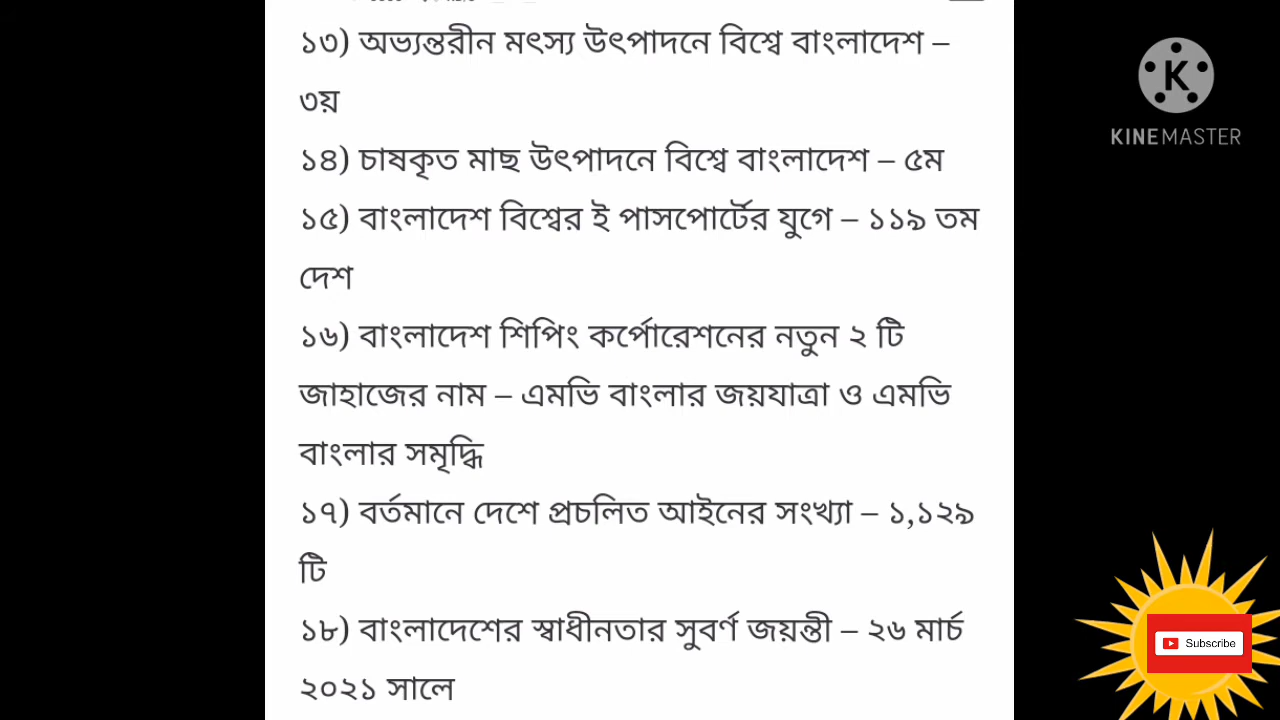 ১৩) অভ্যন্তরীন মৎস্য উৎপাদনে বিশ্বে বাংলাদেশ –
৩য়
১৪) চাষকৃত মাছ উৎপাদনে বিশ্বে বাংলাদেশ – ৫ম
১৫) বাংলাদেশ বিশ্বের ই পাসপোর্টের যুগে – ১১৯ তম
দেশ
১৬) বাংলাদেশ শিপিং কর্পোরেশনের নতুন ২ টি
জাহাজের নাম – এমভি বাংলার জয়যাত্রা ও এমভি
বাংলার সমৃদ্ধি
১৭) বর্তমানে দেশে প্রচলিত আইনের সংখ্যা – ১,১২৯
টি
১৮) বাংলাদেশের স্বাধীনতার সুবর্ণ জয়ন্তী – ২৬ মার্চ
২০২১ সালে
K
KINEMASTER
Subscribe